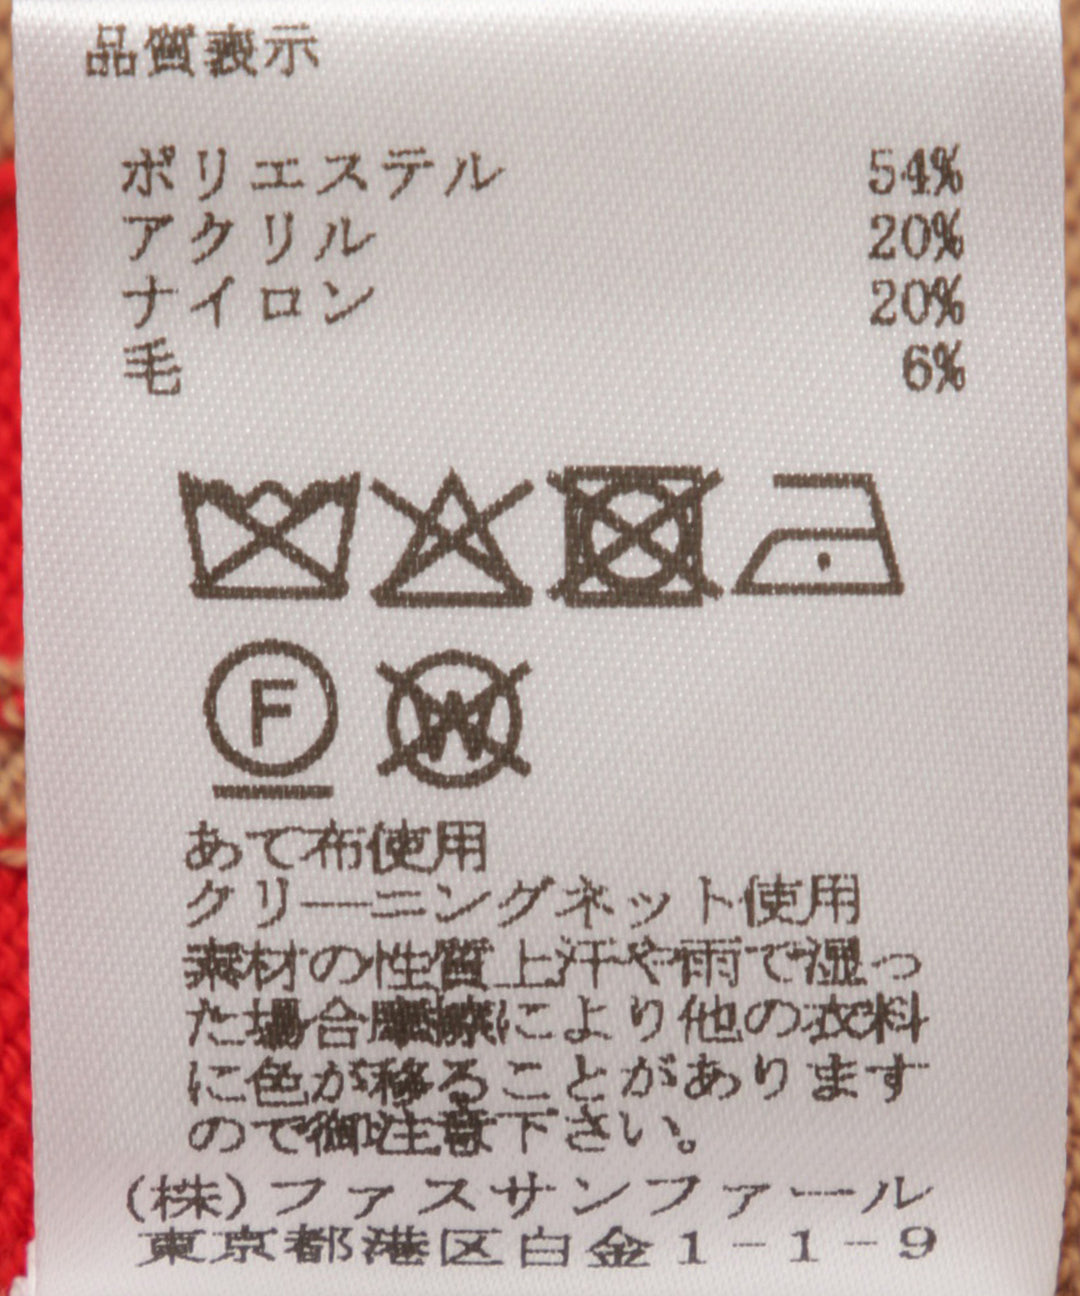 品質表示
ポリエステル 54%
アクリル 20%
ナイロン 20%
毛 6%
F
W
あて布使用
クリーニングネット使用
素材の性質上汗や雨で湿っ
た場合摩擦により他の衣料
に色が移ることがあります
ので御注意下さい。
(株)ファスサンファール
東京都港区白金1-1-9